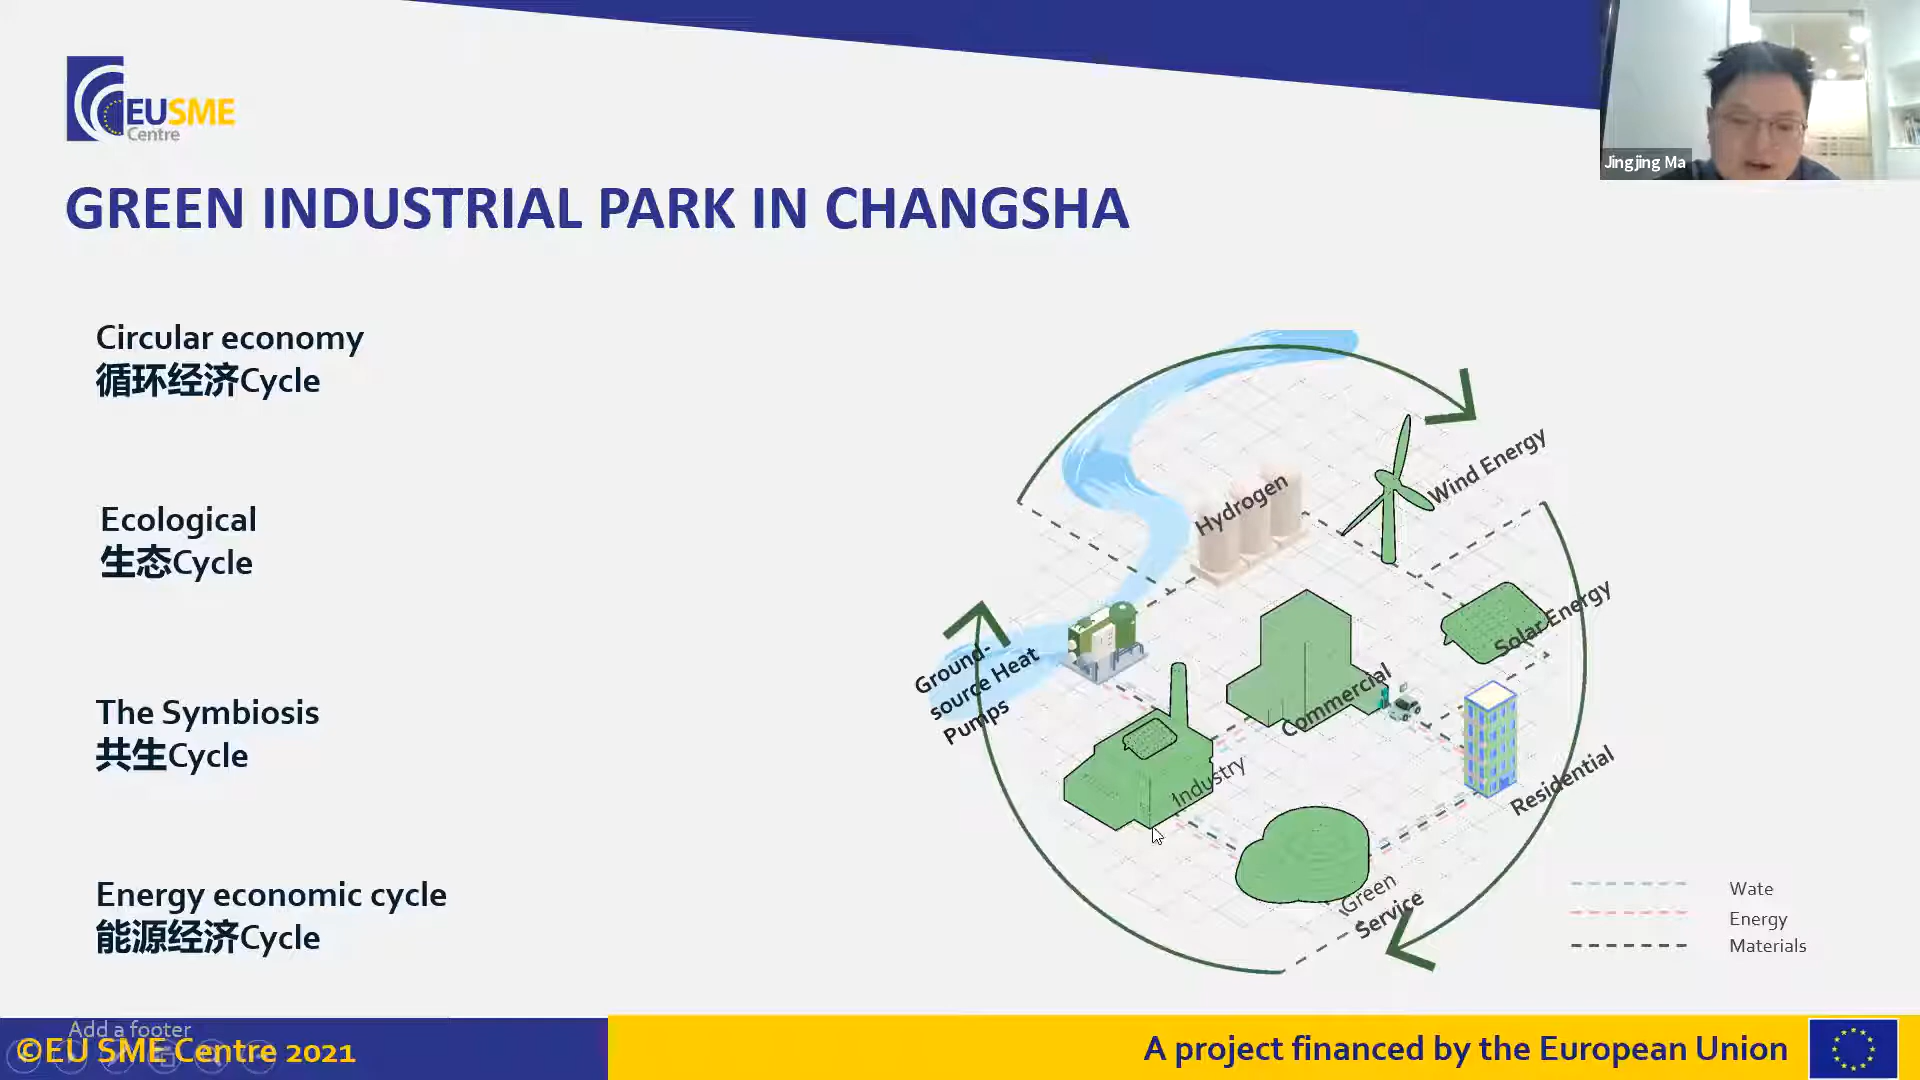 EUSME
Centre
Jingjing Ma
GREEN INDUSTRIAL PARK IN CHANGSHA
Circular economy
循环经济Cycle
Ecological
生态Cycle
The Symbiosis
共生Cycle
Energy economic cycle
能源经济Cycle
Hydrogen
Wind Energy
Solar Energy
Ground-
source Heat
Pumps
Commercial
Industry
Residential
Green
Service
Wate
Energy
Materials
Add a footer
©EU SME Centre 2021
A project financed by the European Union